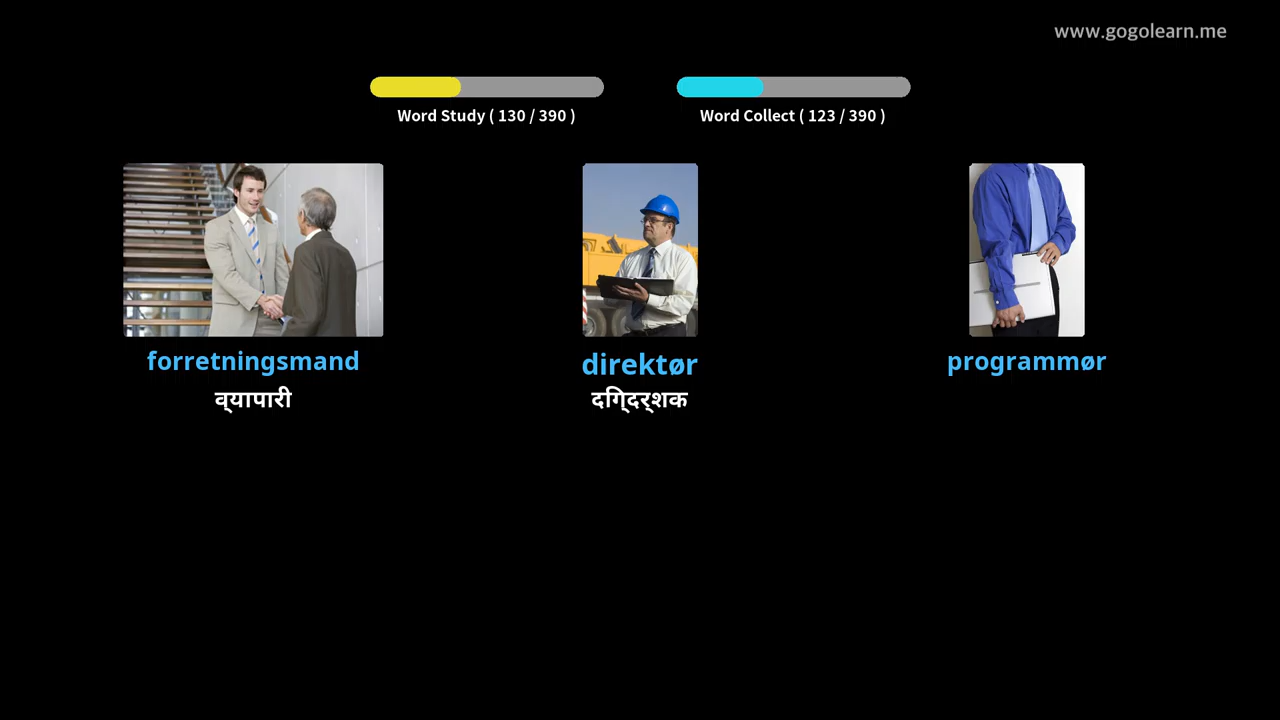 www.gogolearn.me
Word Study ( 130 / 390 )
Word Collect ( 123 / 390 )
forretningsmand
direktør
programmør
व्यापारी
दिग्दर्शक